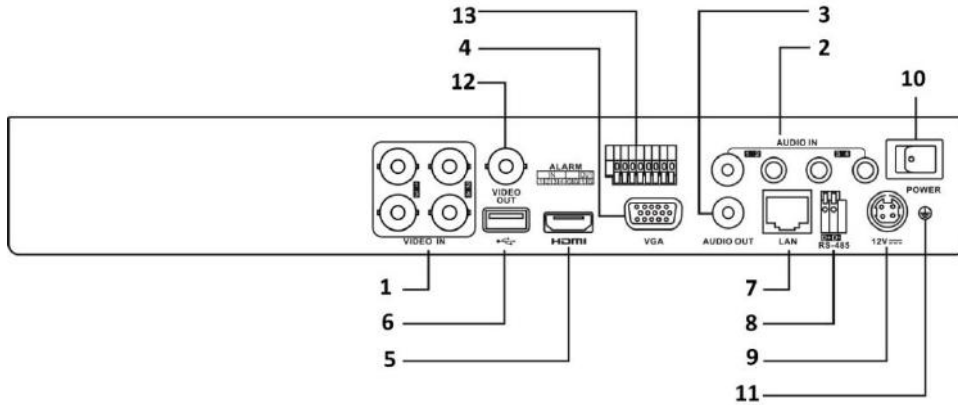 13
3
4
2
12
10
AUDIO IN
ALARM
IN
VIDEO
OUT
POWER
VIDEO IN
HDMI
VGA
AUDIO OUT
LAN
RS-485
12V
1
7
6
8
5
9
11